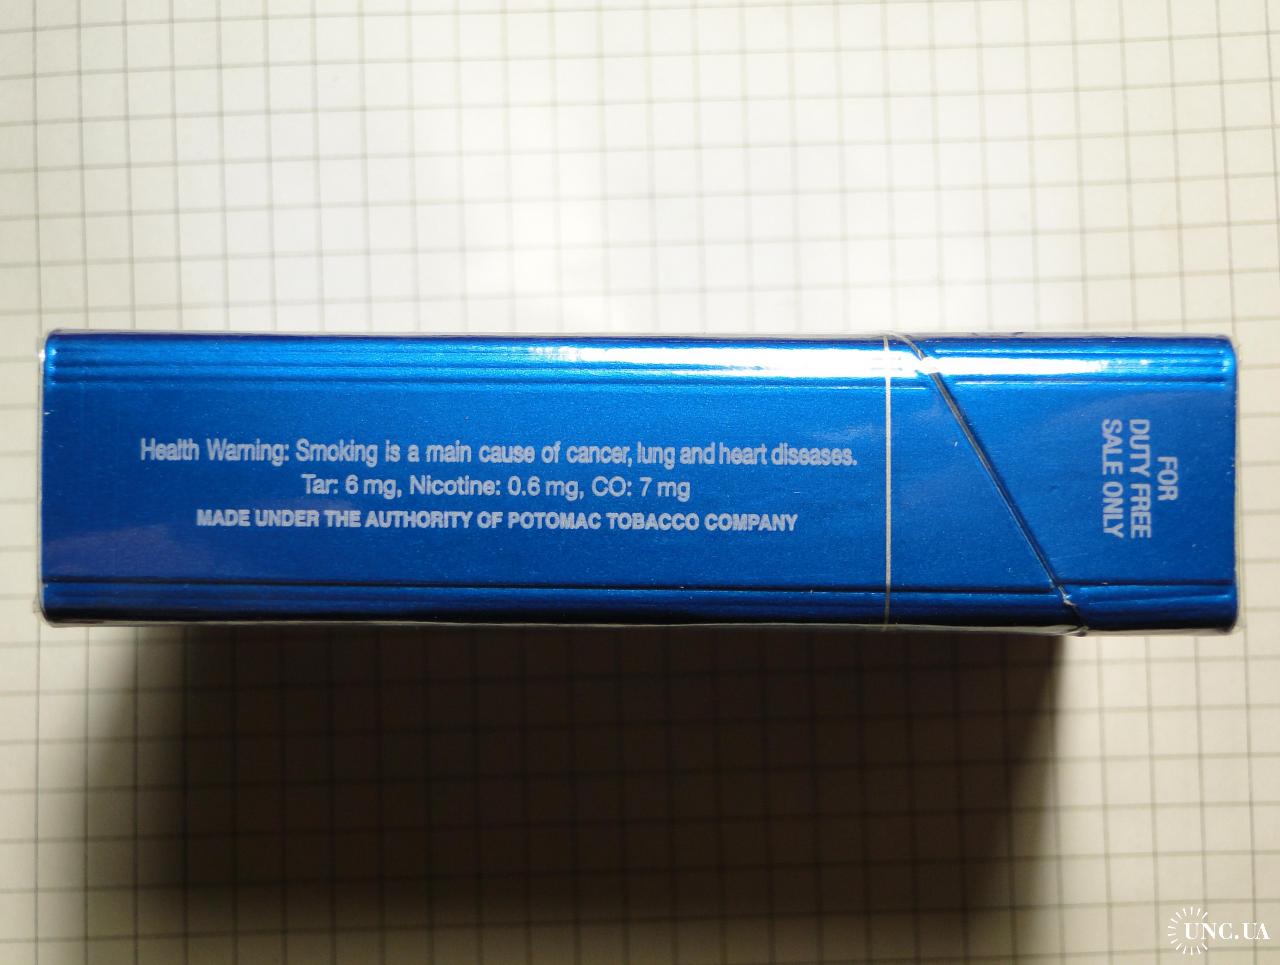 Health Warning: Smoking is a main cause of cancer, lung and heart diseases.
Tar: 6 mg, Nicotine: 0.6 mg, CO: 7 mg
MADE UNDER THE AUTHORITY OF POTOMAC TOBACCO COMPANY
FOR
DUTY FREE
SALE ONLY
UNC.UA